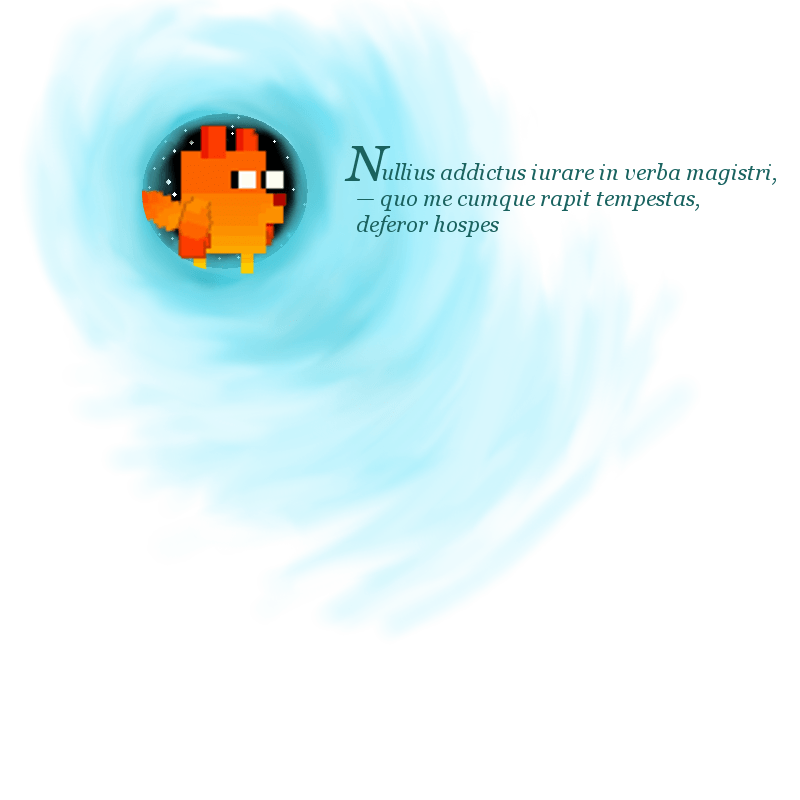 Nullius addictus iurare in verba magistri,
— quo me cumque rapit tempestas,
deferor hospes